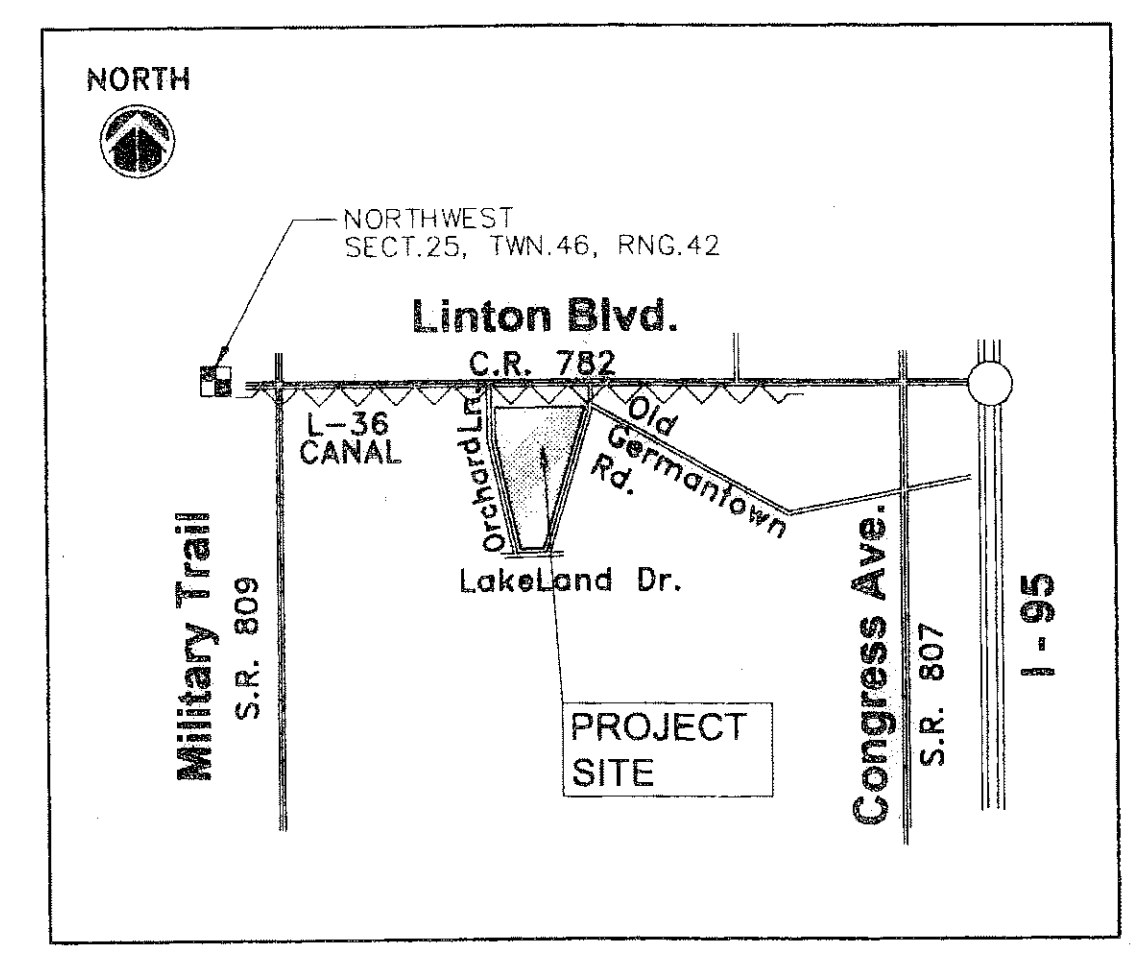 NORTH
NORTHWEST
SECT.25, TWN.46, RNG.42
Linton Blvd.
C.R. 782
L-36
CANAL
Orchard Ln.
Old
Germantown
Rd.
LakeLand Dr.
Military Trail
S.R. 809
PROJECT
SITE
Congress Ave.
S.R. 807
I-95